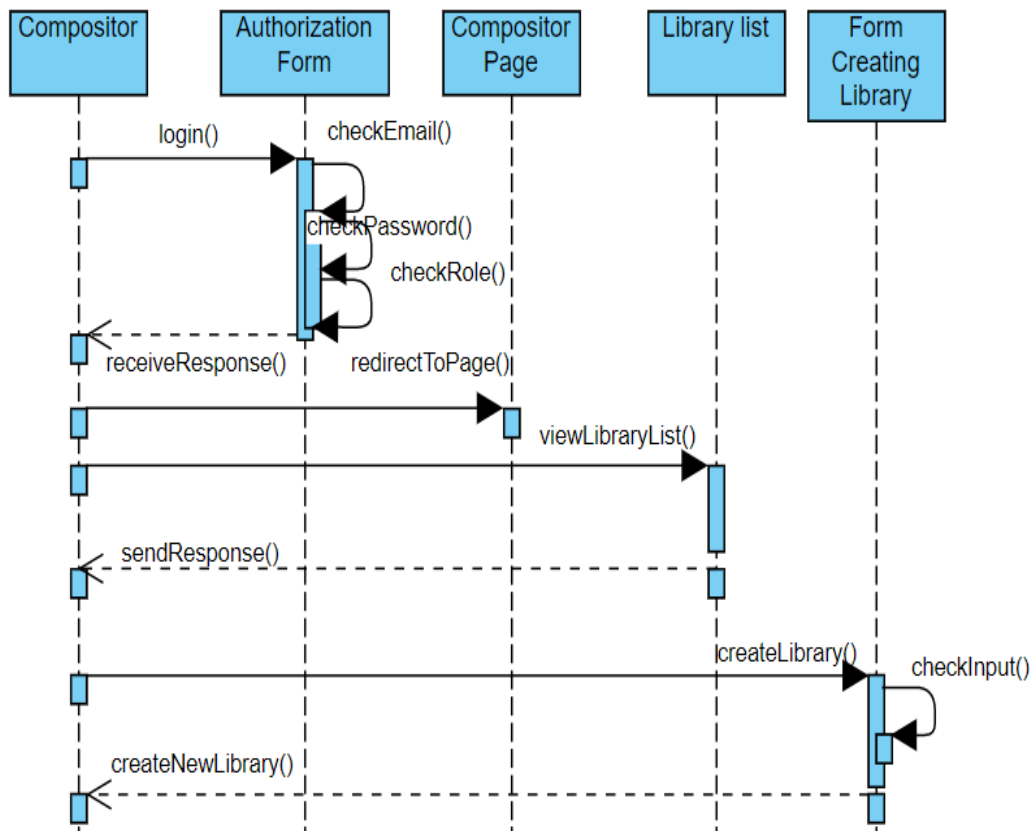 Compositor
Authorization
Form
Compositor
Page
Library list
Form
Creating
Library
login()
checkEmail()
checkPassword()
checkRole()
receiveResponse()
redirectToPage()
viewLibraryList()
sendResponse()
createLibrary()
checkInput()
createNewLibrary()